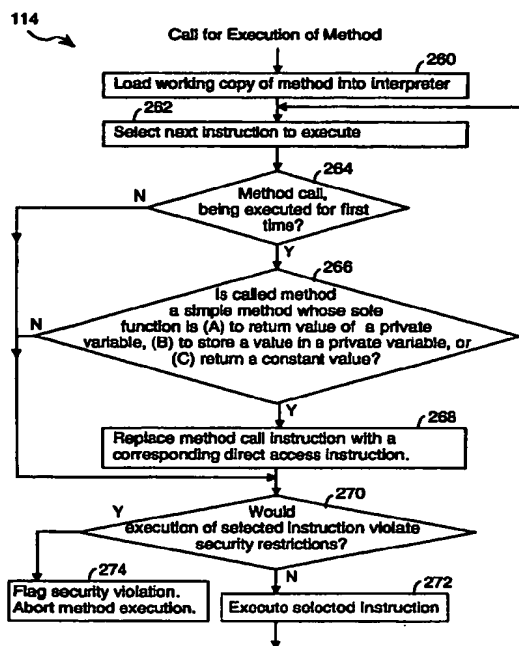 114
Call for Execution of Method
260
Load working copy of method into interpreter
262
Select next instruction to execute
264
N
Method call,
being executed for first
time?
Y
266
Is called method
a simple method whose sole
function is (A) to return value of a private
variable, (B) to store a value in a private variable, or
(C) return a constant value?
N
Y
268
Replace method call instruction with a
corresponding direct access instruction.
270
Y
Would
execution of selected instruction violate
security restrictions?
274
N
272
Flag security violation.
Abort method execution.
Execute selected instruction